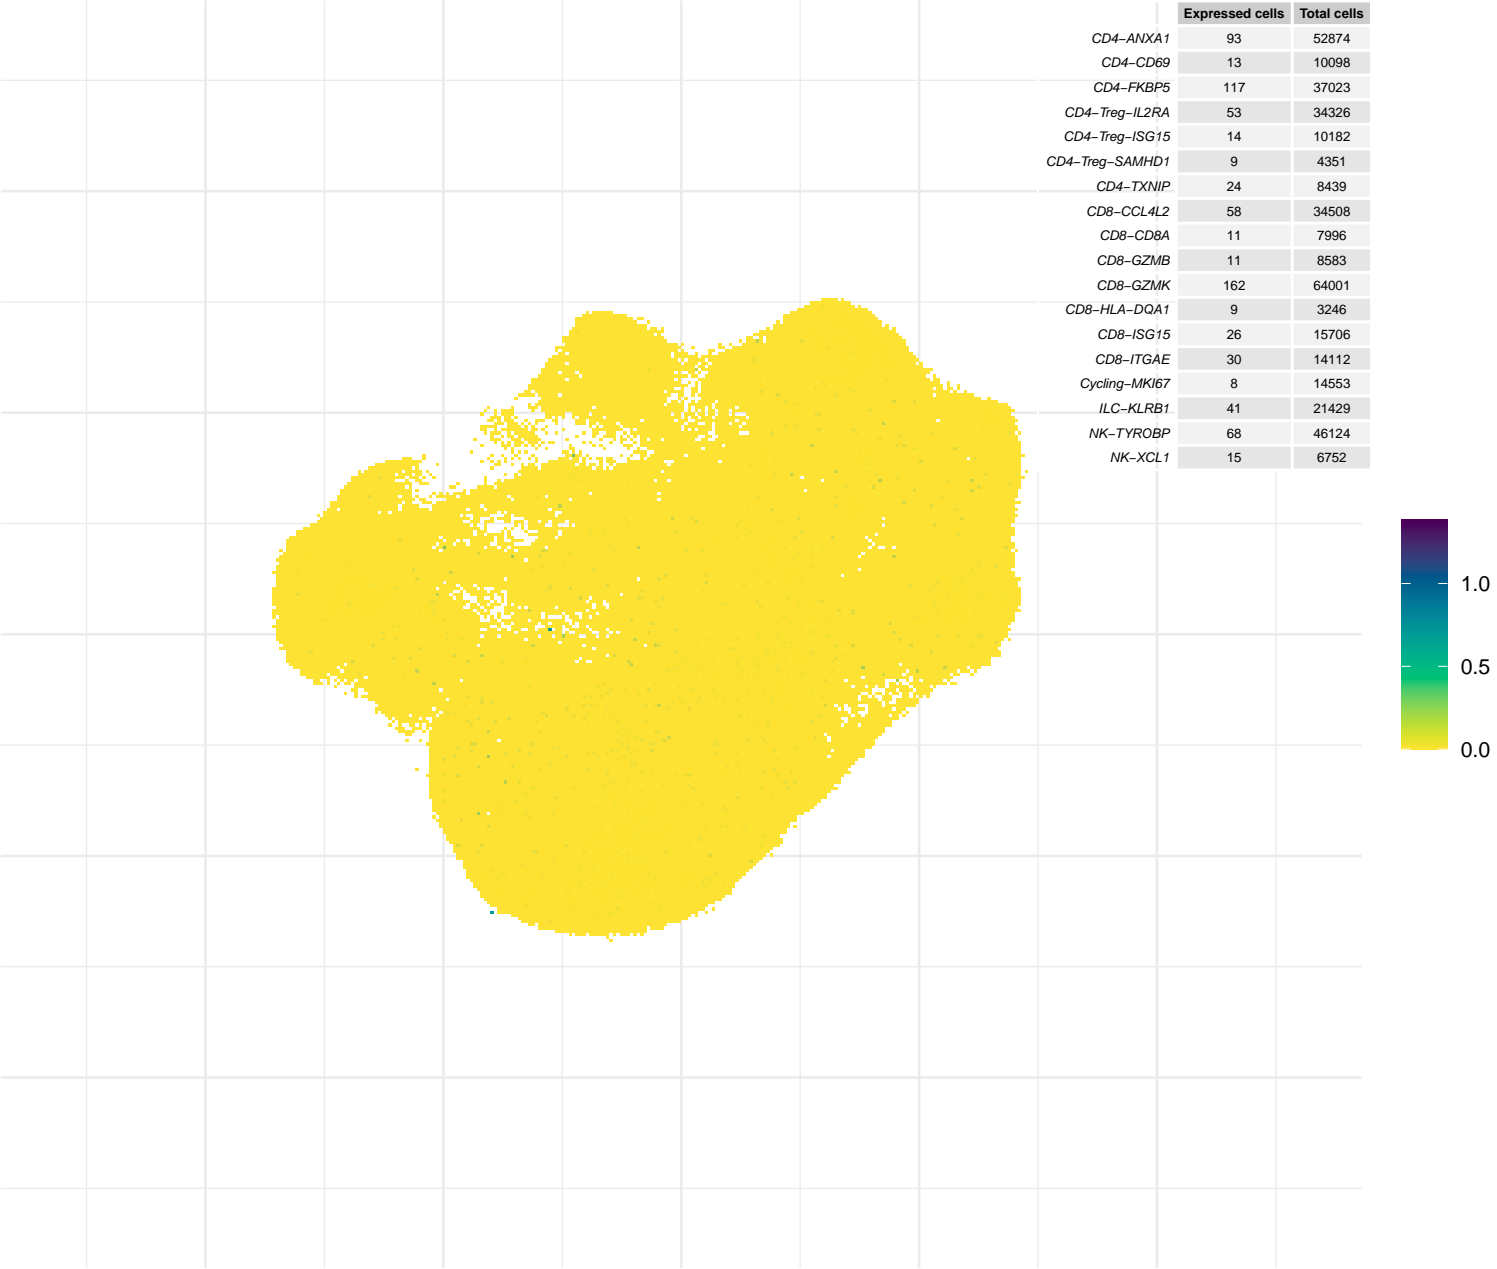 Expressed cells Total cells
CD4−ANXA1 93 52874
CD4−CD69 13 10098
CD4−FKBP5 117 37023
CD4−Treg−IL2RA 53 34326
CD4−Treg−ISG15 14 10182
CD4−Treg−SAMHD1 9 4351
CD4−TXNIP 24 8439
CD8−CCL4L2 58 34508
CD8−CD8A 11 7996
CD8−GZMB 11 8583
CD8−GZMK 162 64001
CD8−HLA−DQA1 9 3246
CD8−ISG15 26 15706
CD8−ITGAE 30 14112
Cycling−MKI67 8 14553
ILC−KLRB1 41 21429
NK−TYROBP 68 46124
NK−XCL1 15 6752
1.0
0.5
0.0